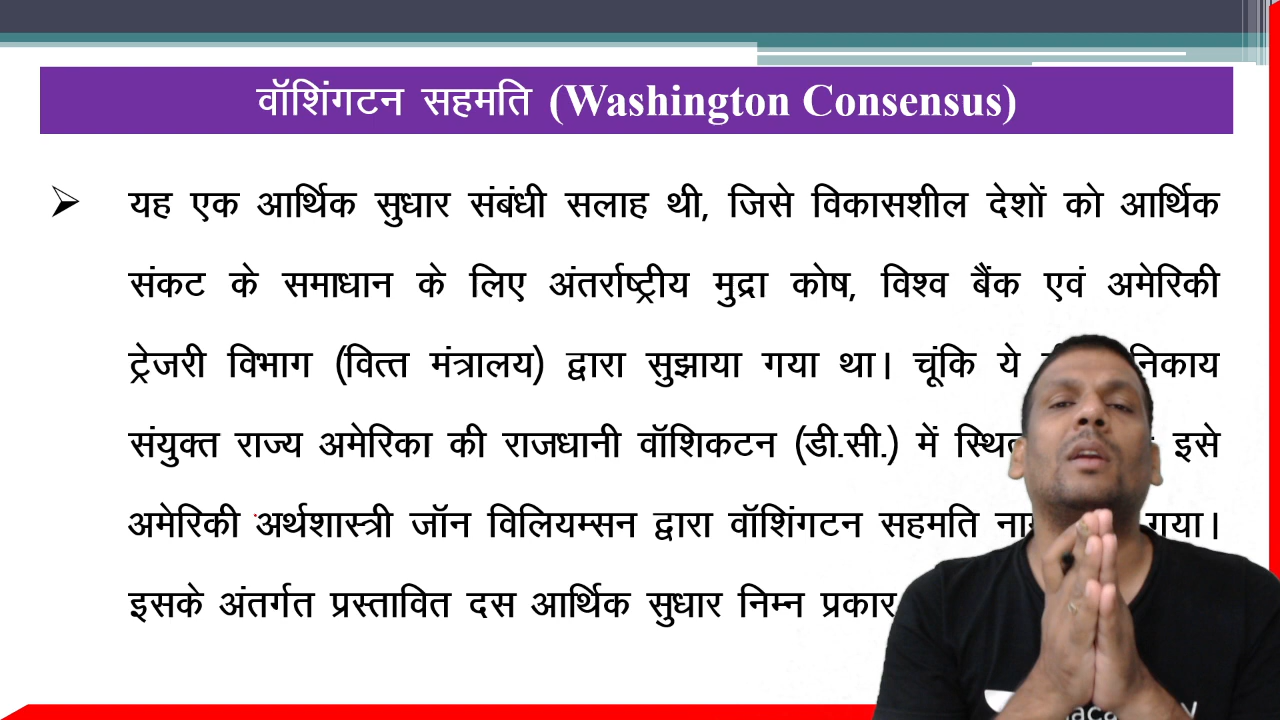 वॉशिंगटन सहमति (Washington Consensus)
यह एक आर्थिक सुधार संबंधी सलाह थी, जिसे विकासशील देशों को आर्थिक
संकट के समाधान के लिए अंतर्राष्ट्रीय मुद्रा कोष, विश्व बैंक एवं अमेरिकी
ट्रेजरी विभाग (वित्त मंत्रालय) द्वारा सुझाया गया था। चूंकि ये निकाय
संयुक्त राज्य अमेरिका की राजधानी वॉशिकटन (डी.सी.) में इसे
अमेरिकी अर्थशास्त्री जॉन विलियम्सन द्वारा वॉशिंगटन सहमति गया।
इसके अंतर्गत प्रस्तावित दस आर्थिक सुधार निम्न प्रकार